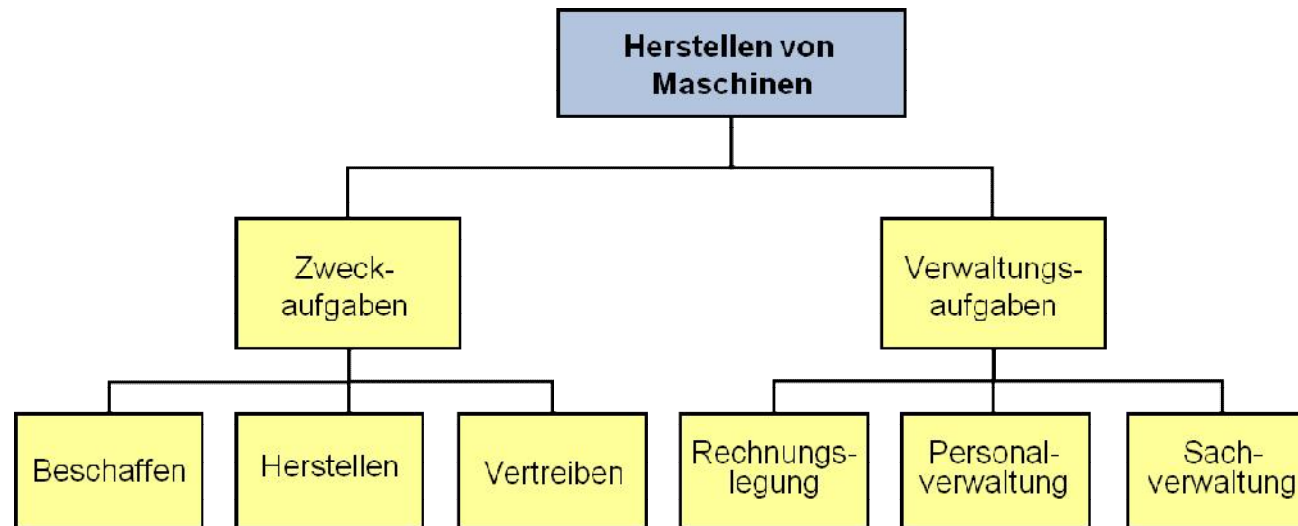 Herstellen von
Maschinen
Zweck-
aufgaben
Verwaltungs-
aufgaben
Beschaffen
Herstellen
Vertreiben
Rechnungs-
legung
Personal-
verwaltung
Sach-
verwaltung